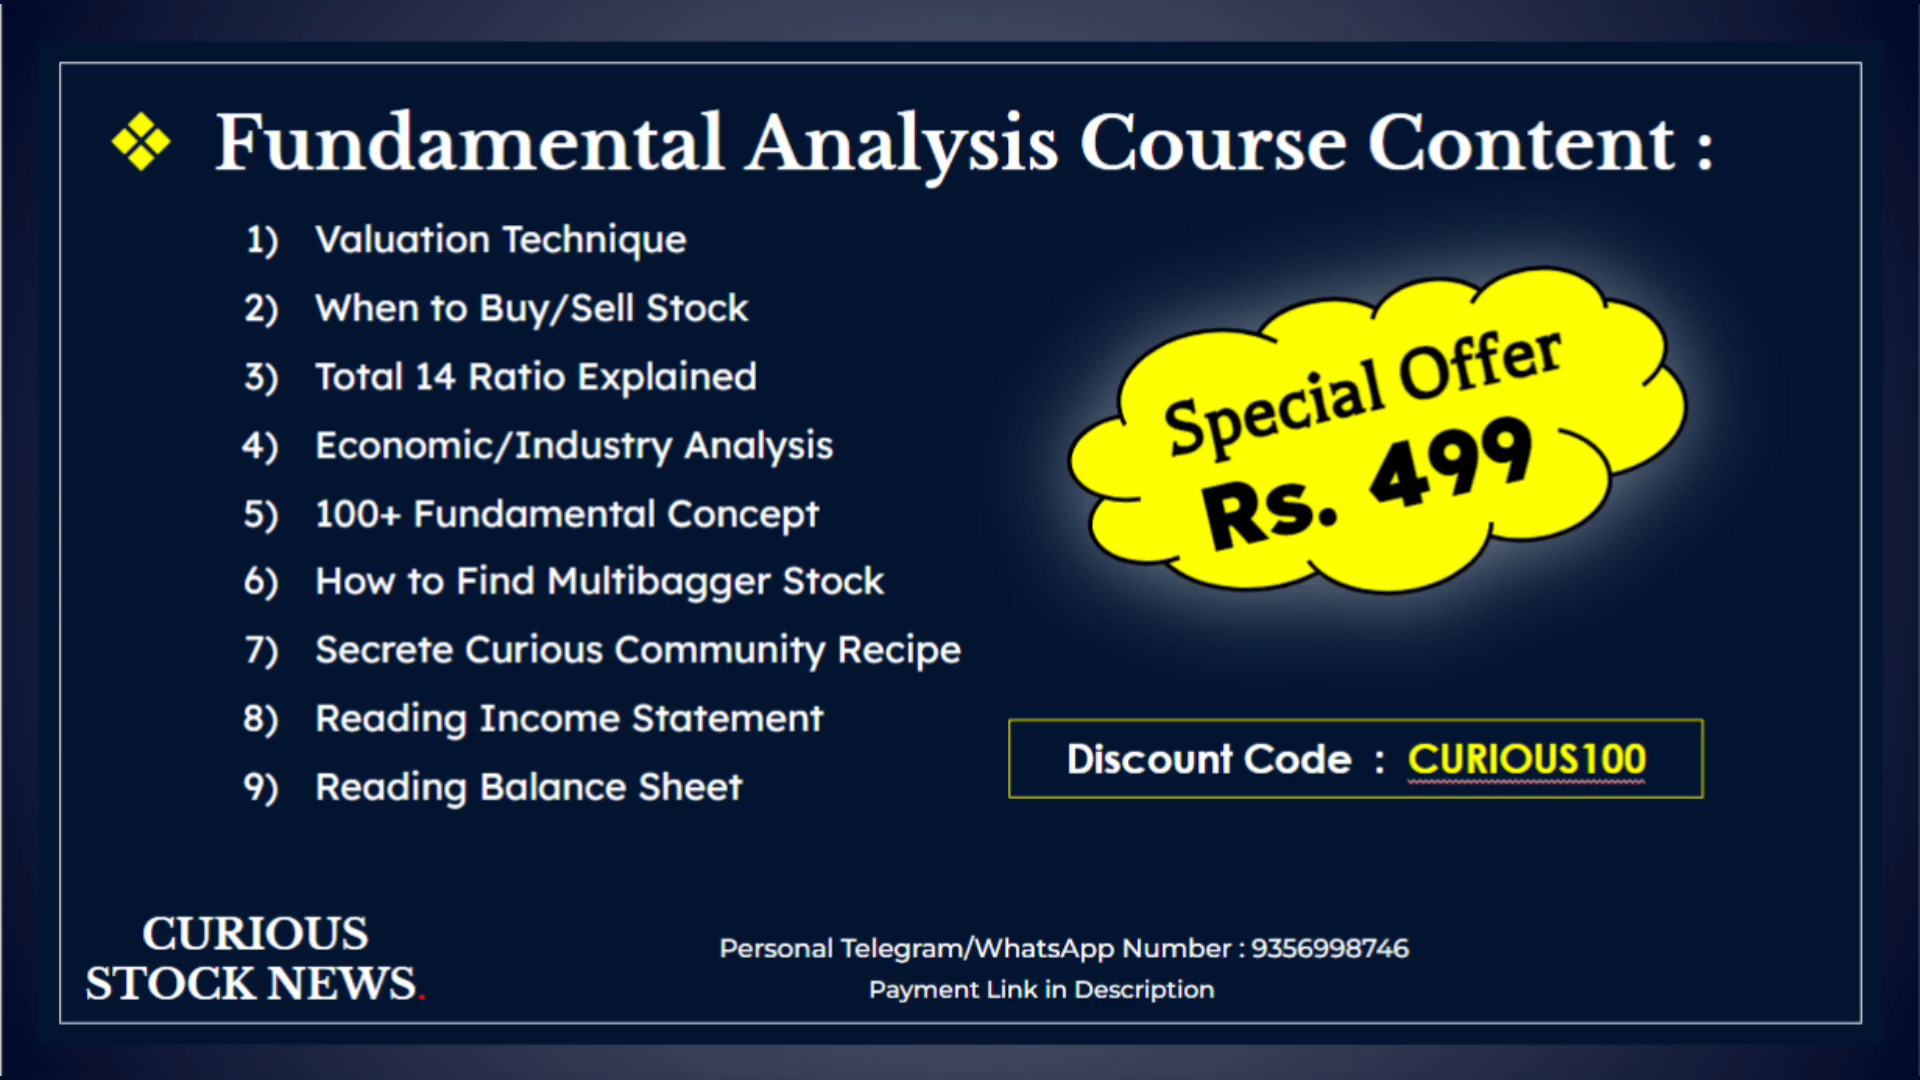 Fundamental Analysis Course Content :
1) Valuation Technique
2) When to Buy/Sell Stock
3) Total 14 Ratio Explained
4) Economic/Industry Analysis
5) 100+ Fundamental Concept
6) How to Find Multibagger Stock
7) Secrete Curious Community Recipe
8) Reading Income Statement
9) Reading Balance Sheet
Special Offer
Rs. 499
Discount Code : CURIOUS100
CURIOUS
STOCK NEWS.
Personal Telegram/WhatsApp Number : 9356998746
Payment Link in Description